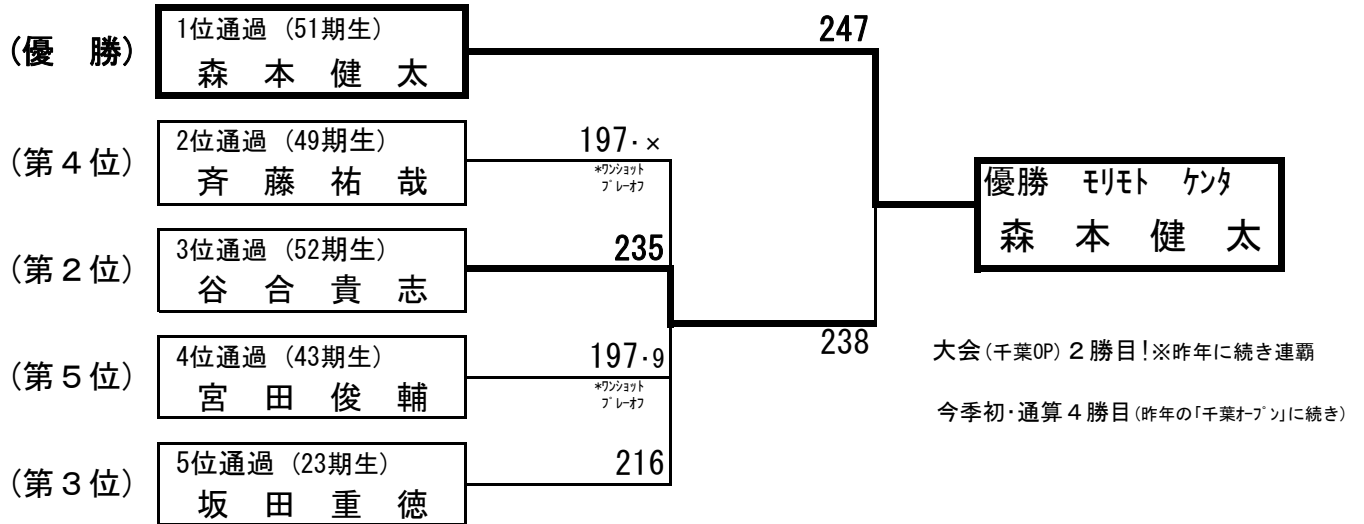 (優　勝)
1位通過 (51期生)
森　本　健　太
247
(第４位)
2位通過 (49期生)
斉　藤　祐　哉
197・×
*ﾜﾝｼｮｯﾄ
ﾌﾟﾚｰｵﾌ
(第２位)
3位通過 (52期生)
谷　合　貴　志
235
238
(第５位)
4位通過 (43期生)
宮　田　俊　輔
197・9
*ﾜﾝｼｮｯﾄ
ﾌﾟﾚｰｵﾌ
(第３位)
5位通過 (23期生)
坂　田　重　徳
216
優勝　ﾓﾘﾓﾄ　ｹﾝﾀ
森　本　健　太
大会(千葉OP) ２勝目!※昨年に続き連覇
今季初・通算４勝目(昨年の｢千葉ｵｰﾌﾟﾝ｣に続き)